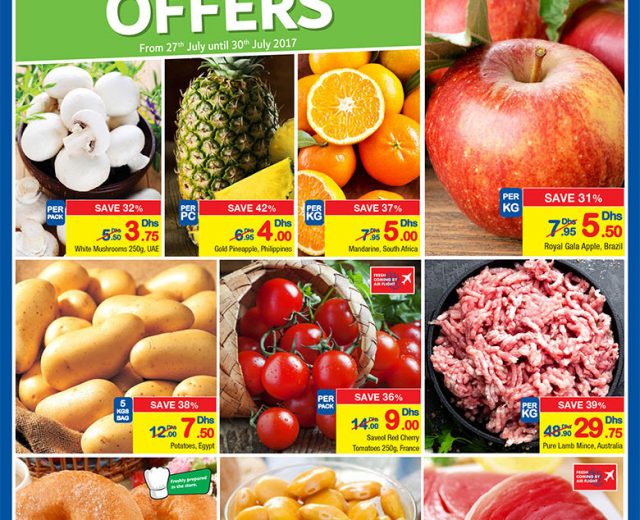 OFFERS
From 27th July until 30th July 2017
PER PACK
SAVE 32%
5.50 3.75 Dhs
White Mushrooms 250g, UAE
PER PC
SAVE 42%
6.95 4.00 Dhs
Gold Pineapple, Philippines
PER KG
SAVE 37%
7.95 5.00 Dhs
Mandarine, South Africa
PER KG
SAVE 31%
7.95 Dhs 5.50 Dhs
Royal Gala Apple, Brazil
5 KGS BAG
SAVE 38%
12.00 Dhs 7.50 Dhs
Potatoes, Egypt
FRESH COMING BY AIR FLIGHT
PER PACK
SAVE 36%
14.00 Dhs 9.00 Dhs
Saveol Red Cherry
Tomatoes 250g, France
PER KG
SAVE 39%
48.90 Dhs 29.75 Dhs
Pure Lamb Mince, Australia
Freshly prepared
in the store.
FRESH COMING BY AIR FLIGHT